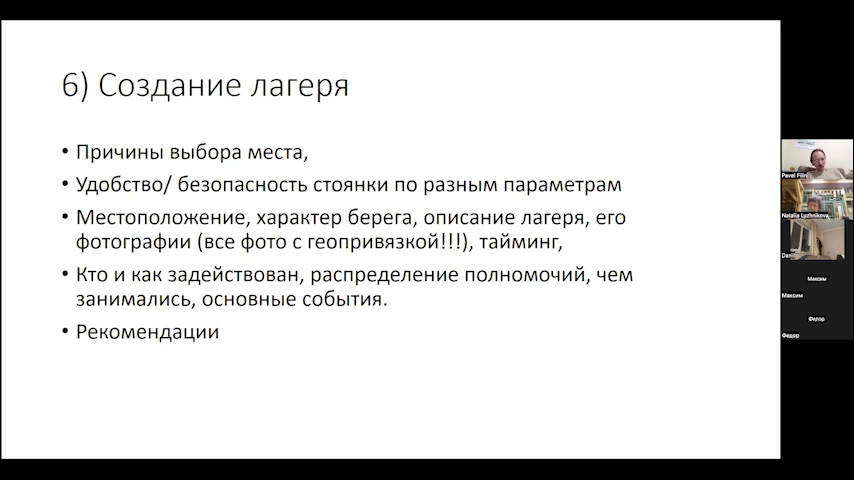 6) Создание лагеря
• Причины выбора места,
• Удобство/ безопасность стоянки по разным параметрам
• Местоположение, характер берега, описание лагеря, его
фотографии (все фото с геопривязкой!!!), тайминг,
• Кто и как задействован, распределение полномочий, чем
занимались, основные события.
• Рекомендации
Pavel Filin
Natalia Lyzhnikova
Максим
Максим
Федор
Федор